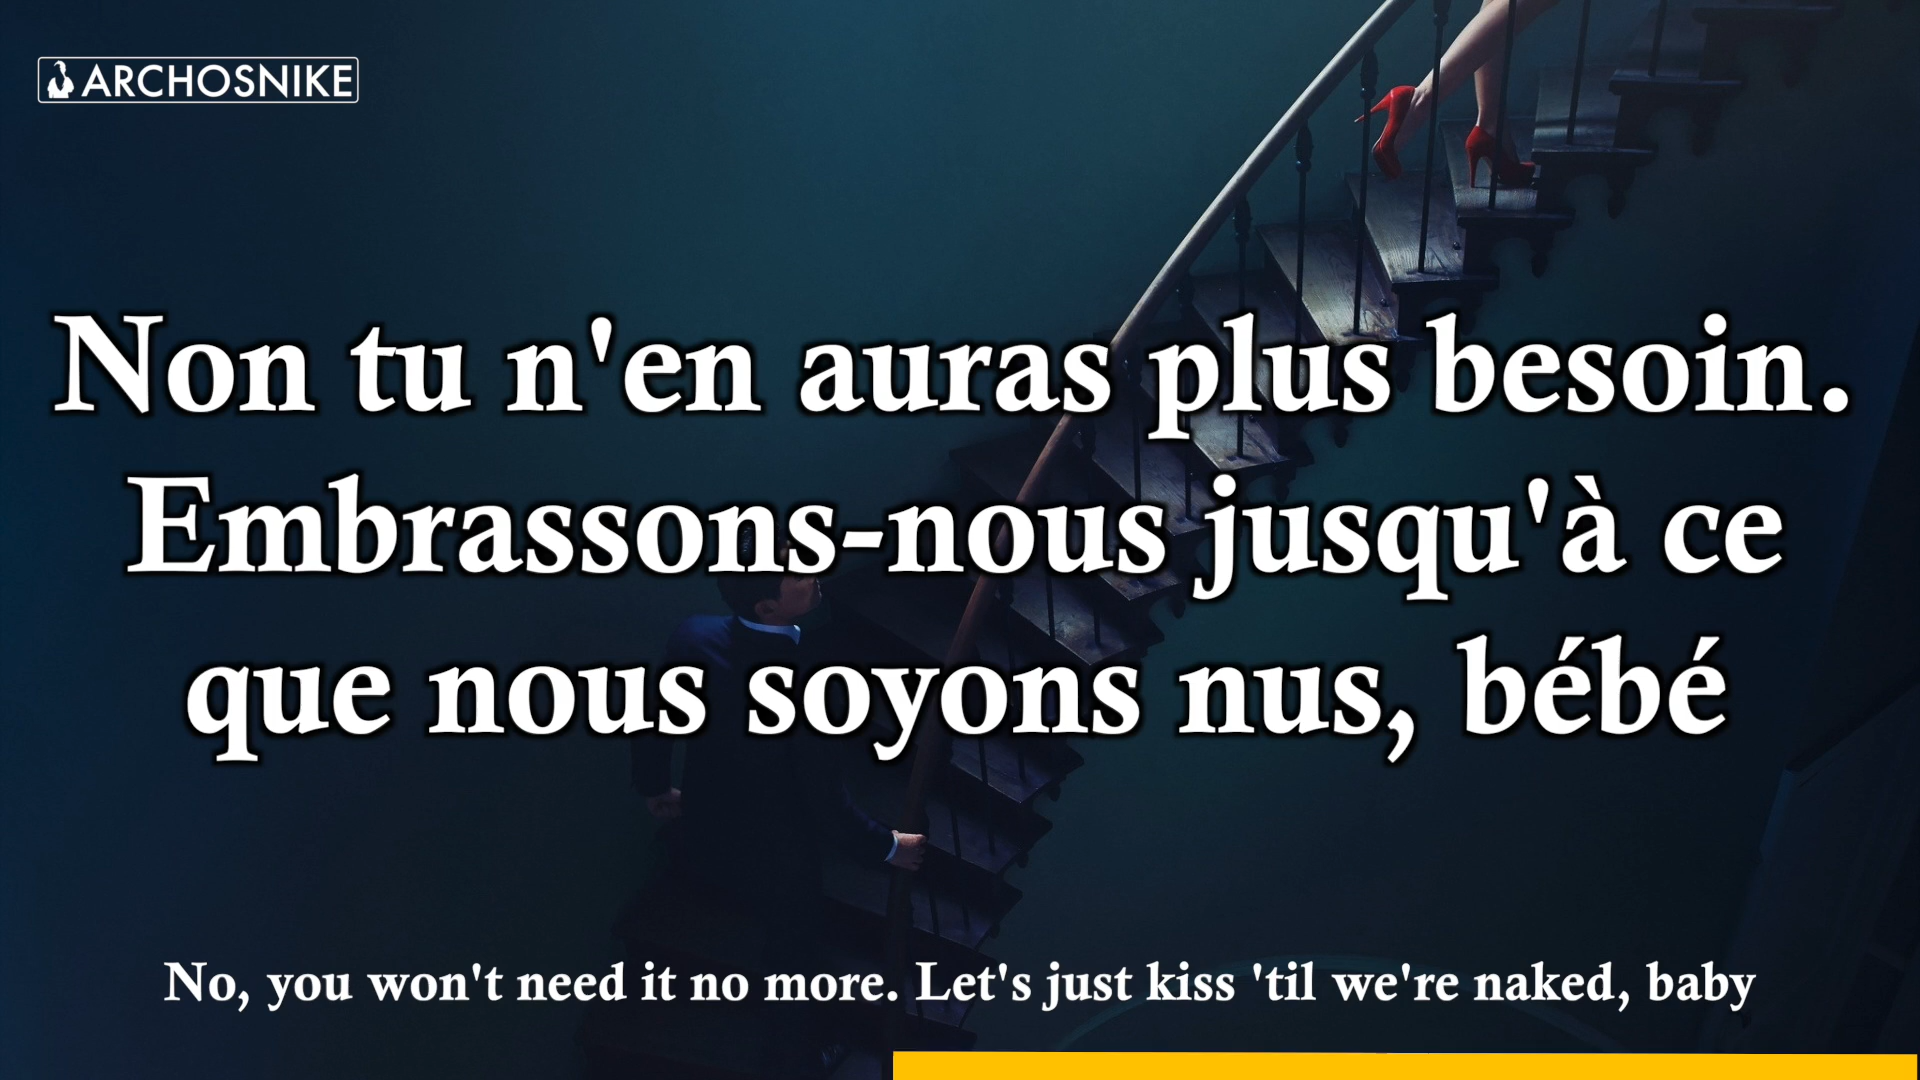 ARCHOSNIKE
Non tu n'en auras plus besoin.
Embrassons-nous jusqu'à ce
que nous soyons nus, bébé
No, you won't need it no more. Let's just kiss 'til we're naked, baby